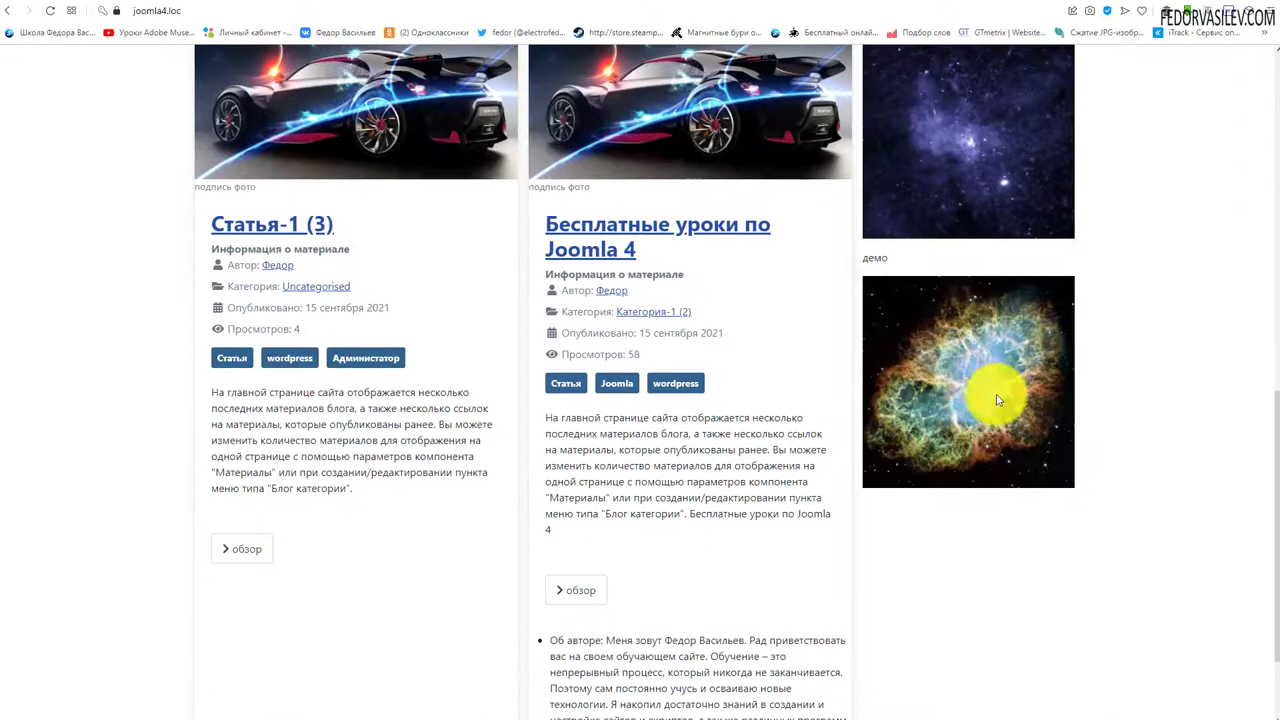 joomla4.loc
FEDORVASILEV.COM
Школа Федора Вас...
Уроки Adobe Muse...
Личный кабинет -...
Федор Васильев
(2) Одноклассники
fedor (@electrofed...
http://store.steamp...
Магнитные бури о...
Бесплатный онлай...
Подбор слов
GTmetrix | Website...
Сжатие JPG-изобр...
iTrack - Сервис оп...
подпись фото
Статья-1 (3)
Информация о материале
Автор: Федор
Категория: Uncategorised
Опубликовано: 15 сентября 2021
Просмотров: 4
Статья
wordpress
Администатор
На главной странице сайта отображается несколько
последних материалов блога, а также несколько ссылок
на материалы, которые опубликованы ранее. Вы можете
изменить количество материалов для отображения на
одной странице с помощью параметров компонента
"Материалы" или при создании/редактировании пункта
меню типа "Блог категории".
обзор
подпись фото
Бесплатные уроки по
Joomla 4
Информация о материале
Автор: Федор
Категория: Категория-1 (2)
Опубликовано: 15 сентября 2021
Просмотров: 58
Статья
Joomla
wordpress
На главной странице сайта отображается несколько
последних материалов блога, а также несколько ссылок
на материалы, которые опубликованы ранее. Вы можете
изменить количество материалов для отображения на
одной странице с помощью параметров компонента
"Материалы" или при создании/редактировании пункта
меню типа "Блог категории". Бесплатные уроки по Joomla
4
обзор
Об авторе: Меня зовут Федор Васильев. Рад приветствовать
вас на своем обучающем сайте. Обучение – это
непрерывный процесс, который никогда не заканчивается.
Поэтому сам постоянно учусь и осваиваю новые
технологии. Я накопил достаточно знаний в создании и
настройке сайтов и скриптов, а так же различных программ
демо